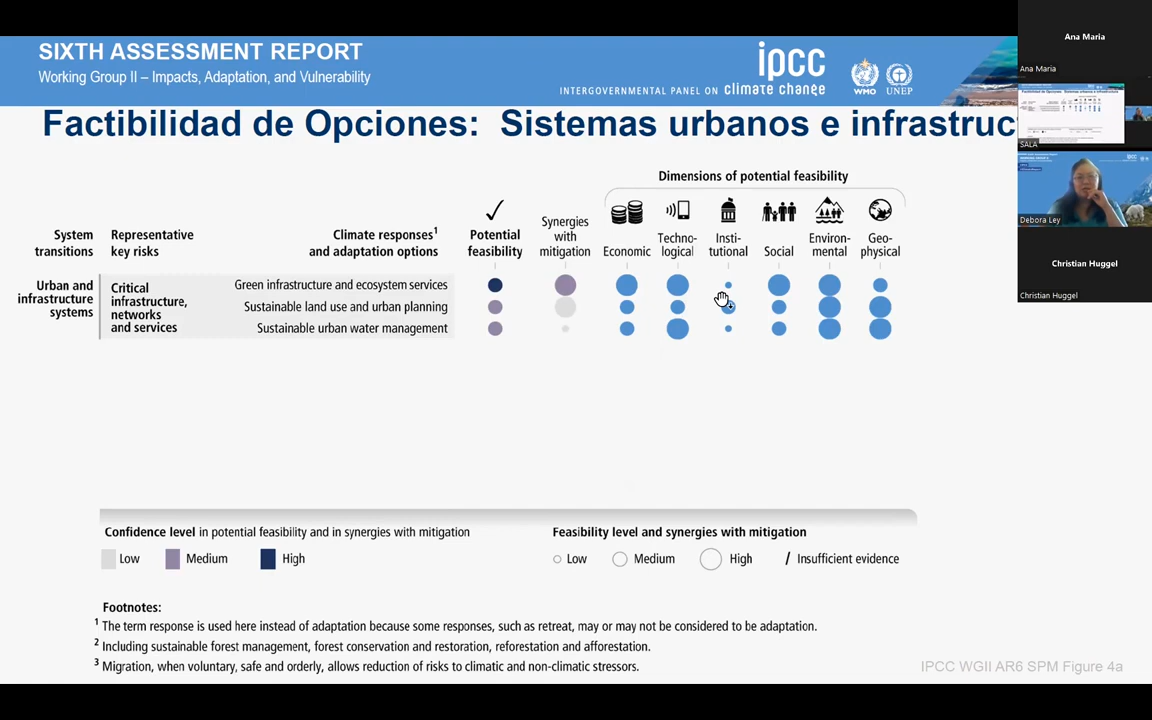 SIXTH ASSESSMENT REPORT
Working Group II – Impacts, Adaptation, and Vulnerability
ipcc
INTERGOVERNMENTAL PANEL ON climate change
WMO
UNEP
Factibilidad de Opciones: Sistemas urbanos e infrastruc
Dimensions of potential feasibility
System transitions
Representative key risks
Climate responses¹ and adaptation options
Potential feasibility
Synergies with mitigation
Economic
Techno-logical
Insti-tutional
Social
Environ-mental
Geo-physical
Urban and infrastructure systems
Critical infrastructure, networks and services
Green infrastructure and ecosystem services
Sustainable land use and urban planning
Sustainable urban water management
Confidence level in potential feasibility and in synergies with mitigation
Low
Medium
High
Feasibility level and synergies with mitigation
Low
Medium
High
/ Insufficient evidence
Footnotes:
¹ The term response is used here instead of adaptation because some responses, such as retreat, may or may not be considered to be adaptation.
² Including sustainable forest management, forest conservation and restoration, reforestation and afforestation.
³ Migration, when voluntary, safe and orderly, allows reduction of risks to climatic and non-climatic stressors.
IPCC WGII AR6 SPM Figure 4a
Ana Maria
Ana Maria
SALA
ipcc
Debora Ley
Christian Huggel
Christian Huggel